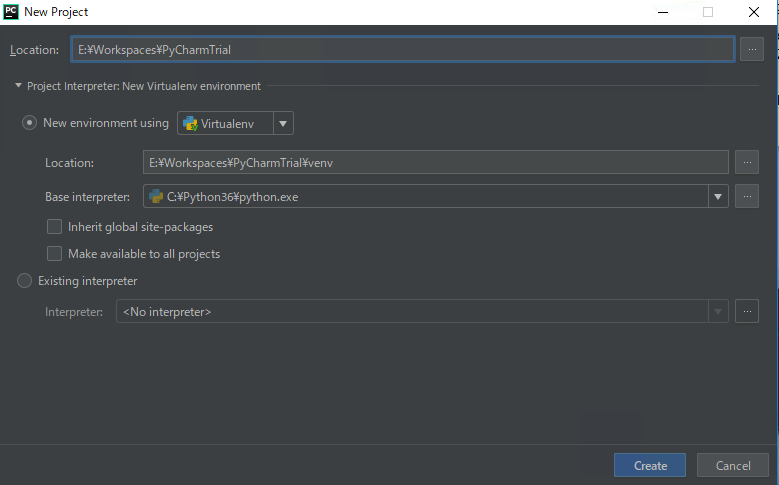 PC New Project
Location: E:¥Workspaces¥PyCharmTrial ...
Project Interpreter: New Virtualenv environment
New environment using Virtualenv
Location: E:¥Workspaces¥PyCharmTrial¥venv ...
Base interpreter: C:¥Python36¥python.exe ...
Inherit global site-packages
Make available to all projects
Existing interpreter
Interpreter: <No interpreter> ...
Create Cancel